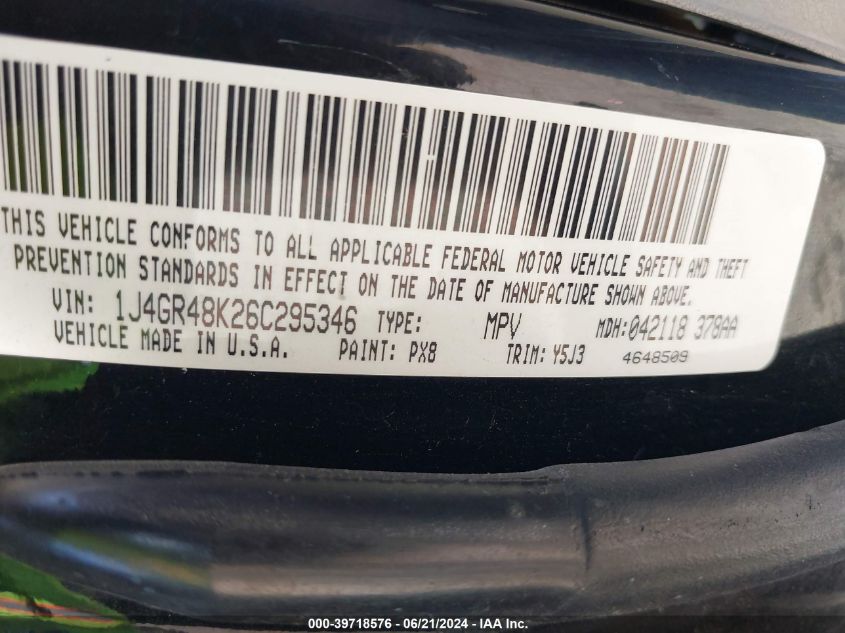 THIS VEHICLE CONFORMS TO ALL APPLICABLE FEDERAL MOTOR VEHICLE SAFETY AND THEFT
PREVENTION STANDARDS IN EFFECT ON THE DATE OF MANUFACTURE SHOWN ABOVE.
VIN: 1J4GR48K26C295346 TYPE: MPV MDH:042118 378AA
VEHICLE MADE IN U.S.A. PAINT: PX8 TRIM: Y5J3 4648509
000-39718576 / 06/21/2024 - IAA Inc.